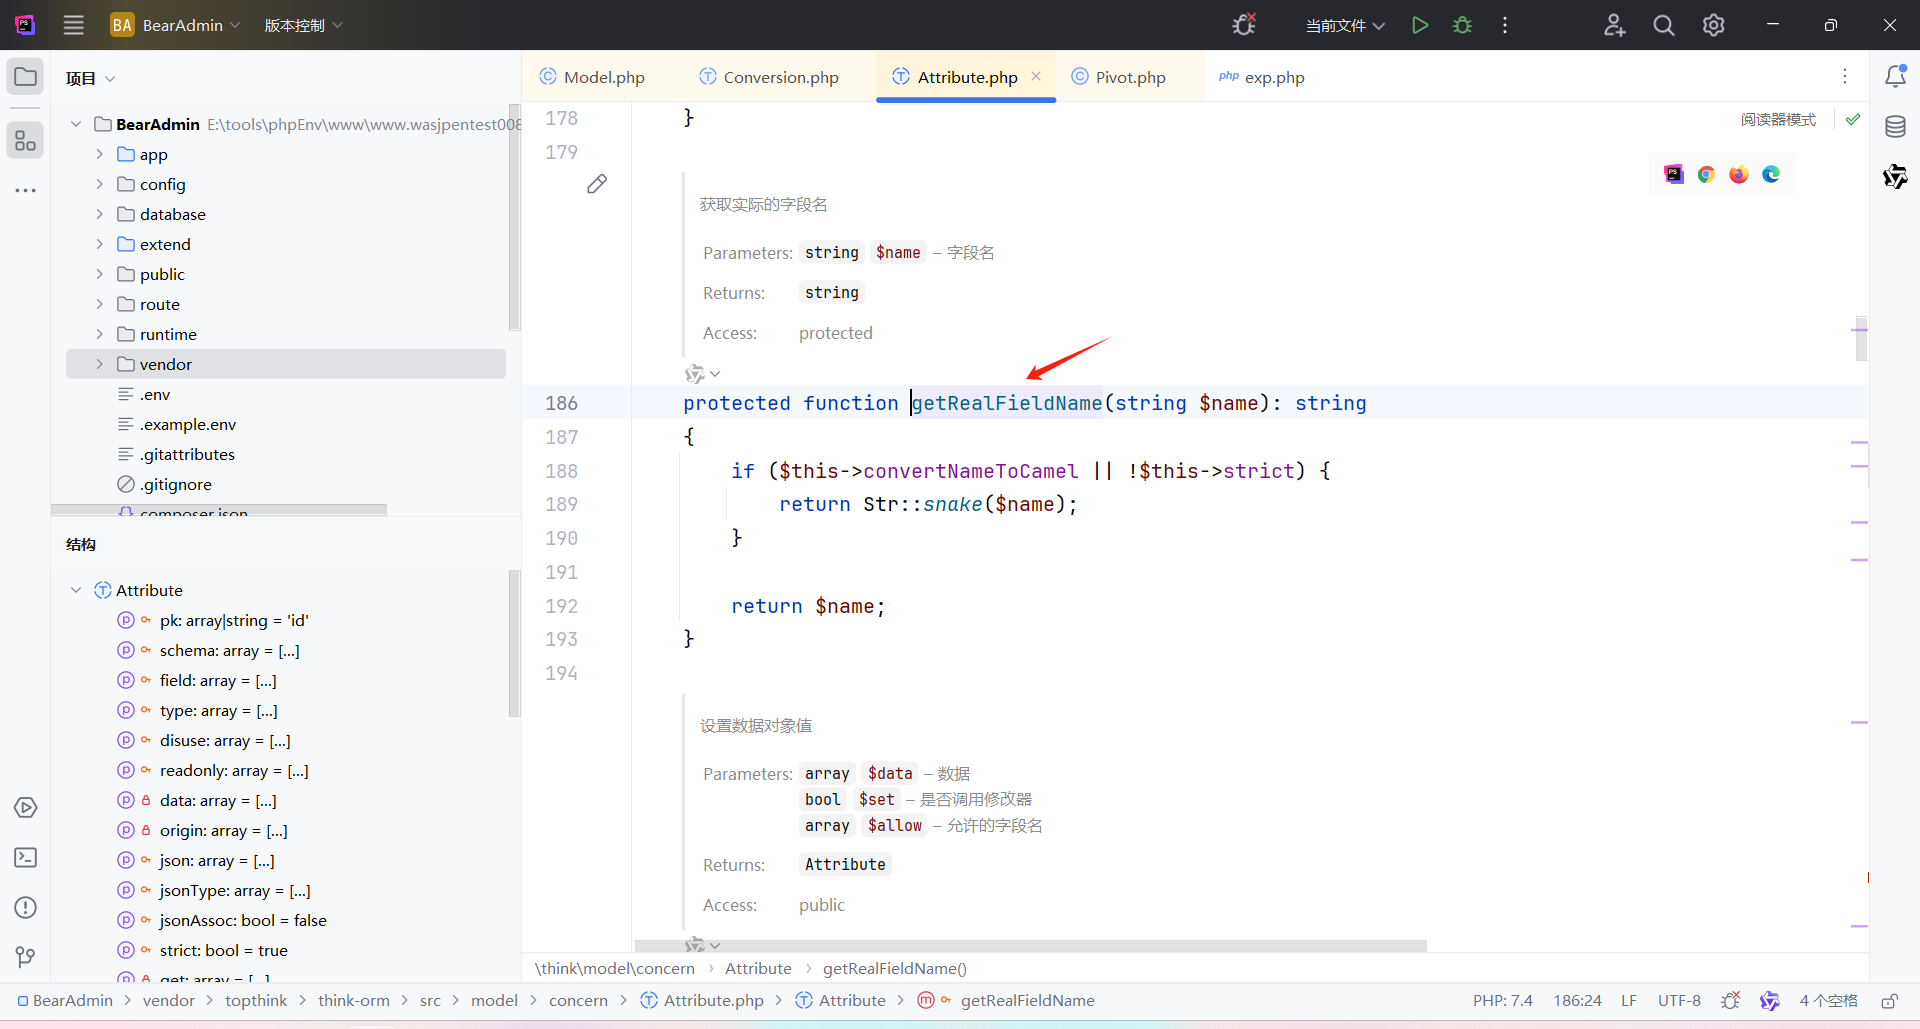 BA BearAdmin 版本控制 当前文件
项目
BearAdmin E:\tools\phpEnv\www\www.wasjpentest008
app
config
database
extend
public
route
runtime
vendor
.env
.example.env
.gitattributes
.gitignore
composer.json
结构
Attribute
pk: array|string = 'id'
schema: array = [...]
field: array = [...]
type: array = [...]
disuse: array = [...]
readonly: array = [...]
data: array = [...]
origin: array = [...]
json: array = [...]
jsonType: array = [...]
jsonAssoc: bool = false
strict: bool = true
get: array = [...]
Model.php Conversion.php Attribute.php Pivot.php php exp.php
阅读器模式
178 }
179
获取实际的字段名
Parameters: string $name – 字段名
Returns: string
Access: protected
186 protected function getRealFieldName(string $name): string
187 {
188 if ($this->convertNameToCamel || !$this->strict) {
189 return Str::snake($name);
190 }
191
192 return $name;
193 }
194
设置数据对象值
Parameters: array $data – 数据
bool $set – 是否调用修改器
array $allow – 允许的字段名
Returns: Attribute
Access: public
\think\model\concern › Attribute › getRealFieldName()
BearAdmin > vendor > topthink > think-orm > src > model > concern > Attribute.php > Attribute > getRealFieldName
PHP: 7.4 186:24 LF UTF-8 4 个空格